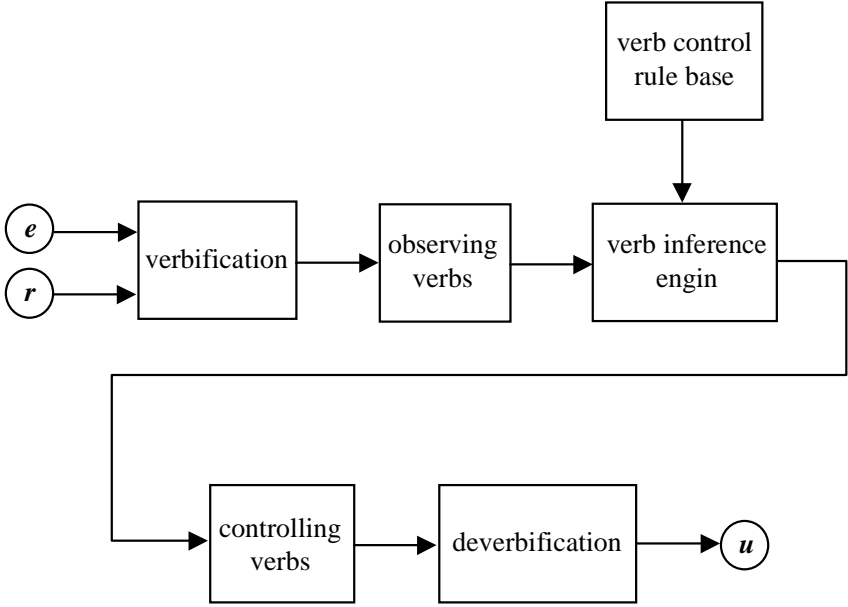 verb control
rule base
e
verbification
observing
verbs
verb inference
engin
r
controlling
verbs
deverbification
u